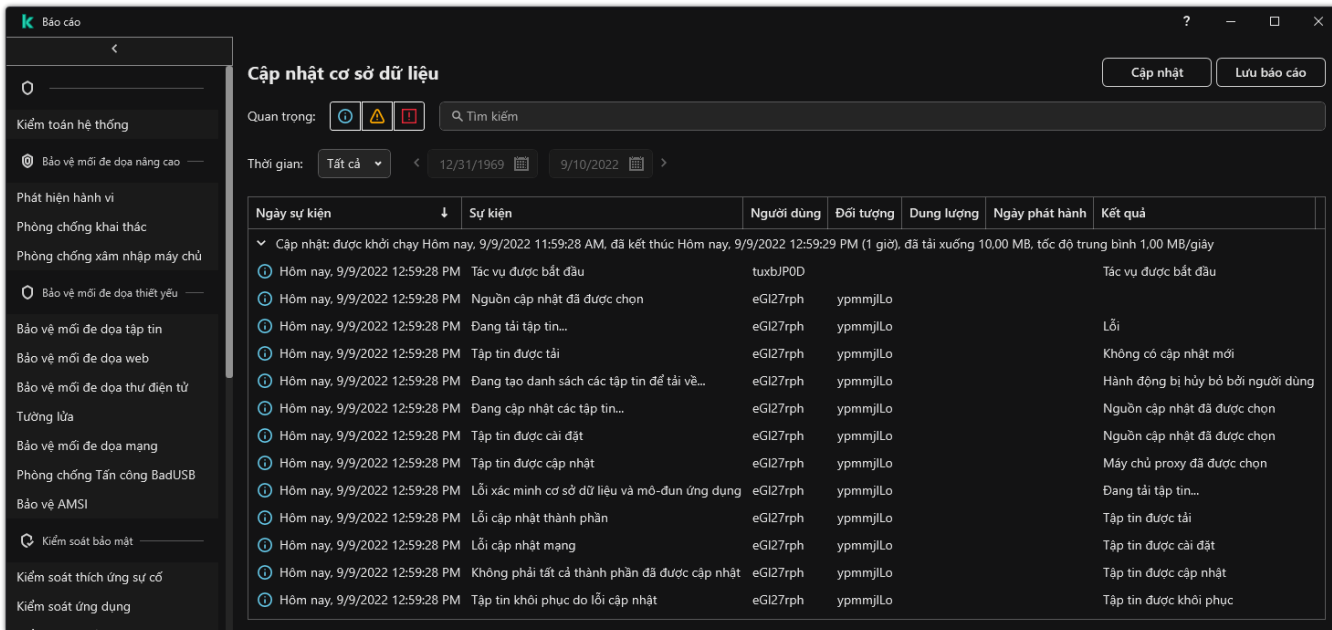 Báo cáo
?
Kiểm toán hệ thống
Bảo vệ mối đe dọa nâng cao
Phát hiện hành vi
Phòng chống khai thác
Phòng chống xâm nhập máy chủ
Bảo vệ mối đe dọa thiết yếu
Bảo vệ mối đe dọa tập tin
Bảo vệ mối đe dọa web
Bảo vệ mối đe dọa thư điện tử
Tường lửa
Bảo vệ mối đe dọa mạng
Phòng chống Tấn công BadUSB
Bảo vệ AMSI
Kiểm soát bảo mật
Kiểm soát thích ứng sự cố
Kiểm soát ứng dụng
Cập nhật cơ sở dữ liệu
Cập nhật Lưu báo cáo
Quan trọng: Tìm kiếm
Thời gian: Tất cả 12/31/1969 9/10/2022
Ngày sự kiện Sự kiện Người dùng Đối tượng Dung lượng Ngày phát hành Kết quả
Cập nhật: được khởi chạy Hôm nay, 9/9/2022 11:59:28 AM, đã kết thúc Hôm nay, 9/9/2022 12:59:29 PM (1 giờ), đã tải xuống 10,00 MB, tốc độ trung bình 1,00 MB/giây
Hôm nay, 9/9/2022 12:59:28 PM Tác vụ được bắt đầu tuxbJP0D Tác vụ được bắt đầu
Hôm nay, 9/9/2022 12:59:28 PM Nguồn cập nhật đã được chọn eGl27rph ypmmjlLo
Hôm nay, 9/9/2022 12:59:28 PM Đang tải tập tin... eGl27rph ypmmjlLo Lỗi
Hôm nay, 9/9/2022 12:59:28 PM Tập tin được tải eGl27rph ypmmjlLo Không có cập nhật mới
Hôm nay, 9/9/2022 12:59:28 PM Đang tạo danh sách các tập tin để tải về... eGl27rph ypmmjlLo Hành động bị hủy bỏ bởi người dùng
Hôm nay, 9/9/2022 12:59:28 PM Đang cập nhật các tập tin... eGl27rph ypmmjlLo Nguồn cập nhật đã được chọn
Hôm nay, 9/9/2022 12:59:28 PM Tập tin được cài đặt eGl27rph ypmmjlLo Nguồn cập nhật đã được chọn
Hôm nay, 9/9/2022 12:59:28 PM Tập tin được cập nhật eGl27rph ypmmjlLo Máy chủ proxy đã được chọn
Hôm nay, 9/9/2022 12:59:28 PM Lỗi xác minh cơ sở dữ liệu và mô-đun ứng dụng eGl27rph ypmmjlLo Đang tải tập tin...
Hôm nay, 9/9/2022 12:59:28 PM Lỗi cập nhật thành phần eGl27rph ypmmjlLo Tập tin được tải
Hôm nay, 9/9/2022 12:59:28 PM Lỗi cập nhật mạng eGl27rph ypmmjlLo Tập tin được cài đặt
Hôm nay, 9/9/2022 12:59:28 PM Không phải tất cả thành phần đã được cập nhật eGl27rph ypmmjlLo Tập tin được cập nhật
Hôm nay, 9/9/2022 12:59:28 PM Tập tin khôi phục do lỗi cập nhật eGl27rph ypmmjlLo Tập tin được khôi phục